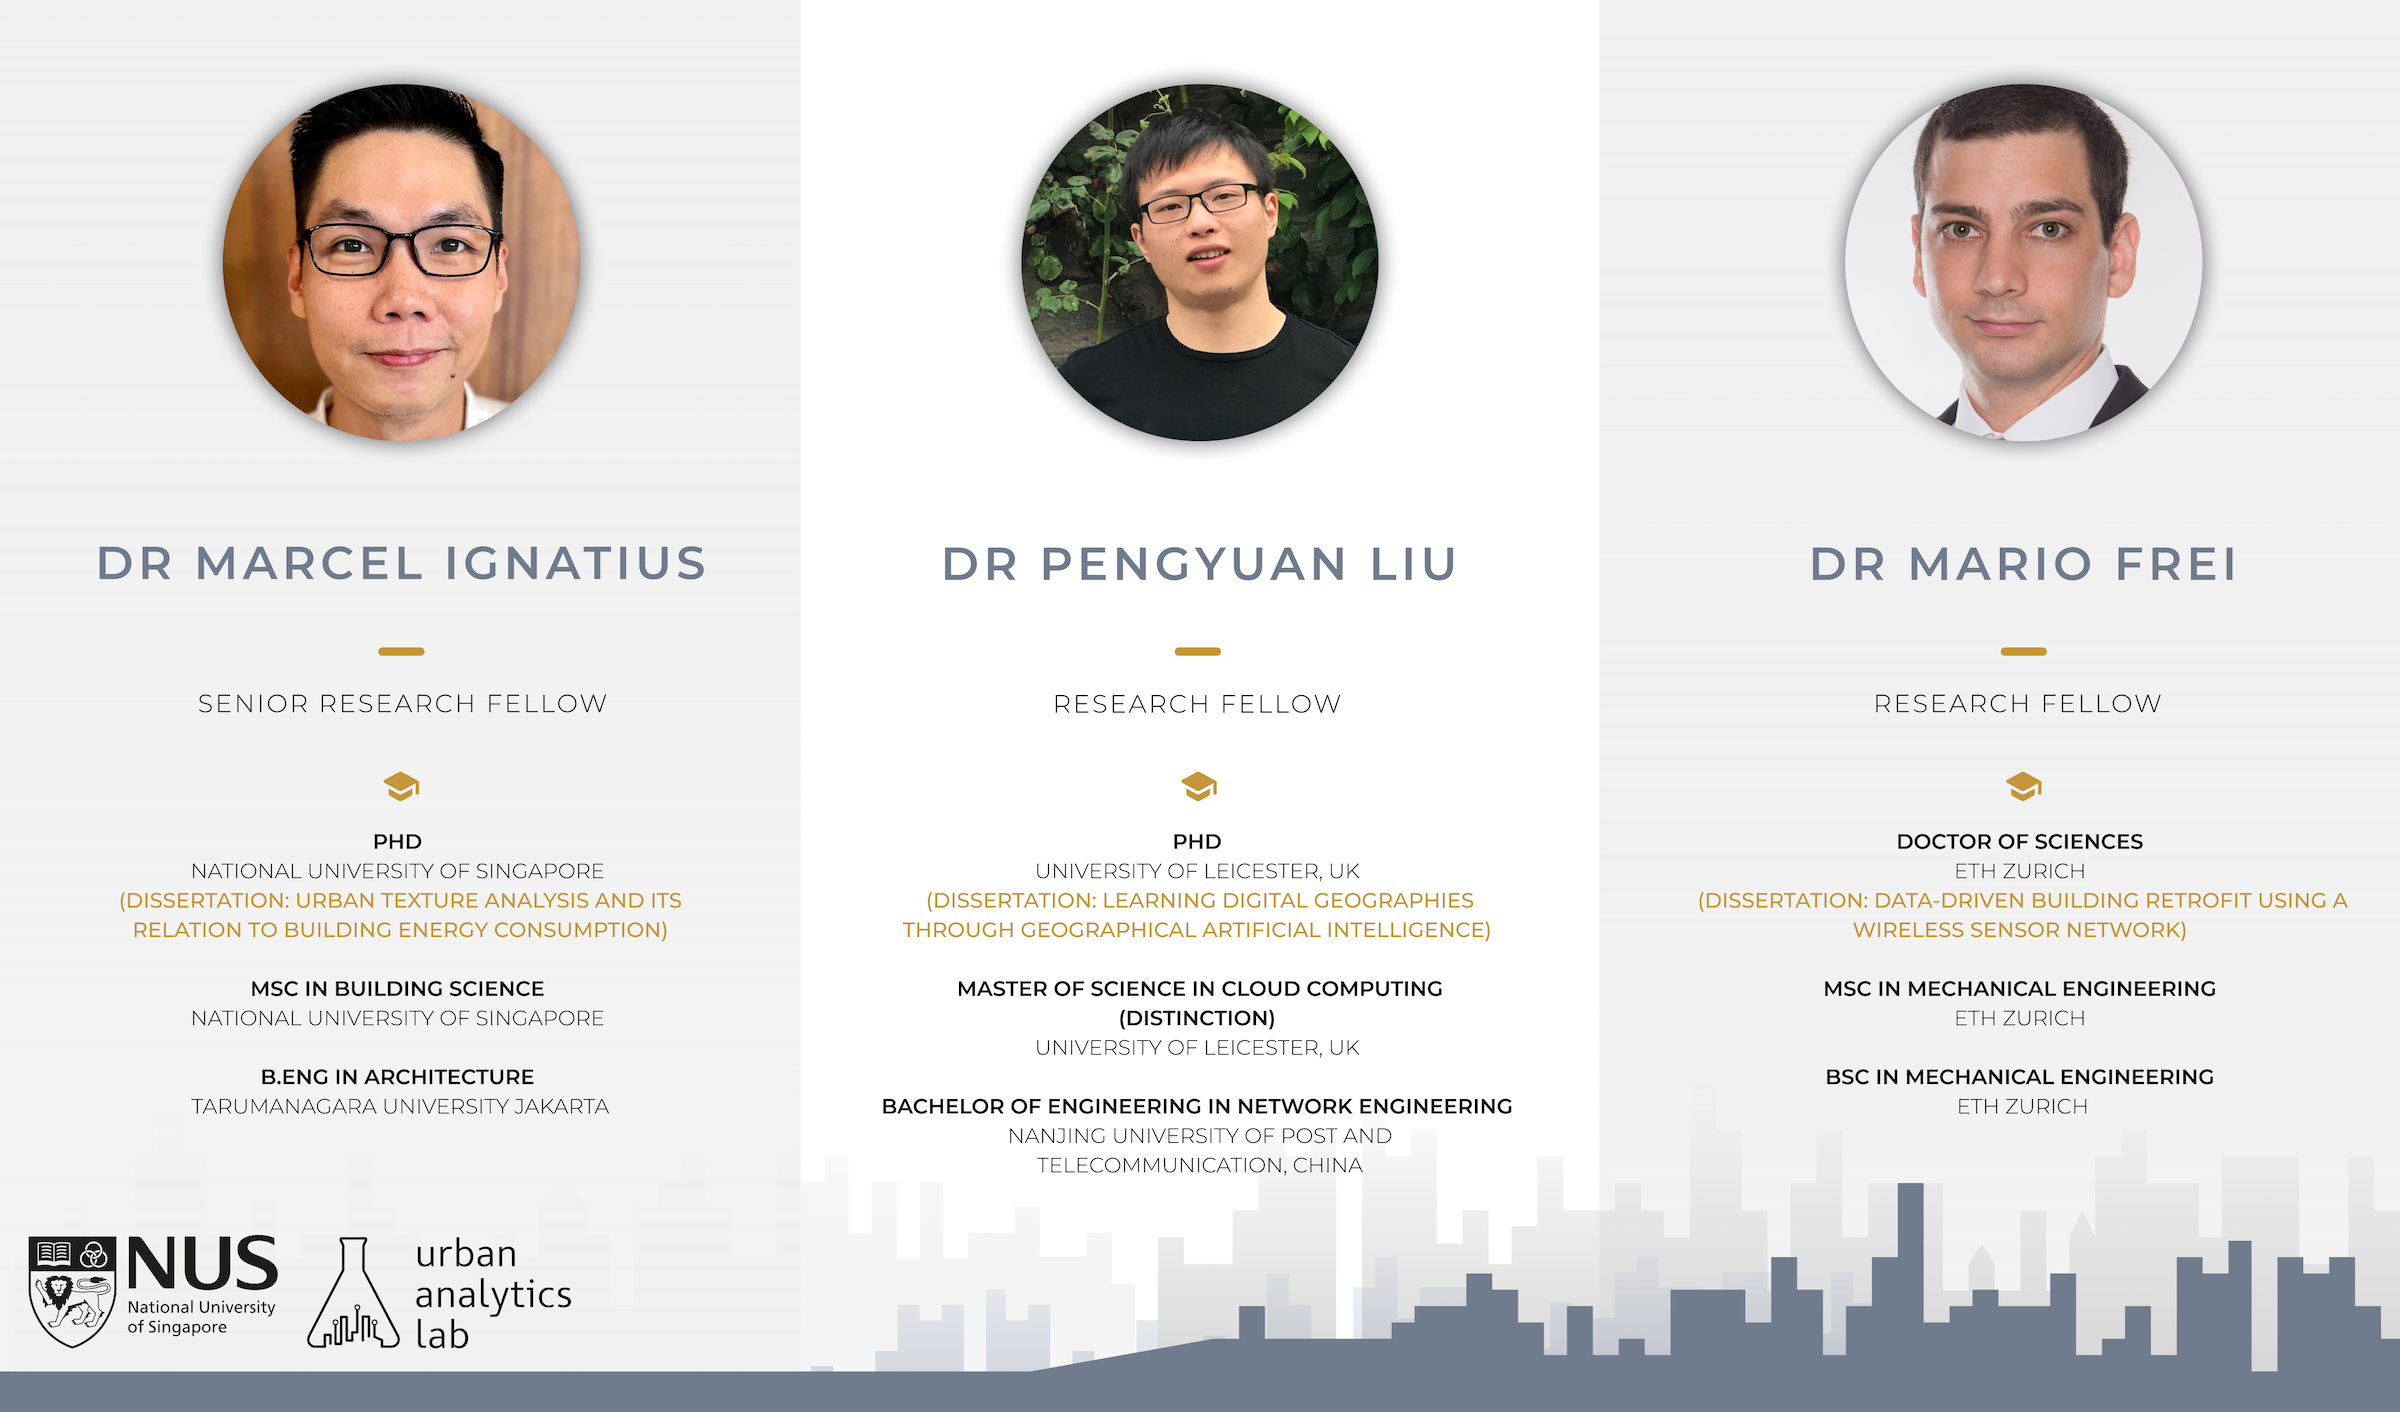 DR MARCEL IGNATIUS
SENIOR RESEARCH FELLOW
PHD
NATIONAL UNIVERSITY OF SINGAPORE
(DISSERTATION: URBAN TEXTURE ANALYSIS AND ITS
RELATION TO BUILDING ENERGY CONSUMPTION)
MSC IN BUILDING SCIENCE
NATIONAL UNIVERSITY OF SINGAPORE
B.ENG IN ARCHITECTURE
TARUMANAGARA UNIVERSITY JAKARTA
DR PENGYUAN LIU
RESEARCH FELLOW
PHD
UNIVERSITY OF LEICESTER, UK
(DISSERTATION: LEARNING DIGITAL GEOGRAPHIES
THROUGH GEOGRAPHICAL ARTIFICIAL INTELLIGENCE)
MASTER OF SCIENCE IN CLOUD COMPUTING
(DISTINCTION)
UNIVERSITY OF LEICESTER, UK
BACHELOR OF ENGINEERING IN NETWORK ENGINEERING
NANJING UNIVERSITY OF POST AND
TELECOMMUNICATION, CHINA
DR MARIO FREI
RESEARCH FELLOW
DOCTOR OF SCIENCES
ETH ZURICH
(DISSERTATION: DATA-DRIVEN BUILDING RETROFIT USING A
WIRELESS SENSOR NETWORK)
MSC IN MECHANICAL ENGINEERING
ETH ZURICH
BSC IN MECHANICAL ENGINEERING
ETH ZURICH
NUS
National University
of Singapore
urban
analytics
lab